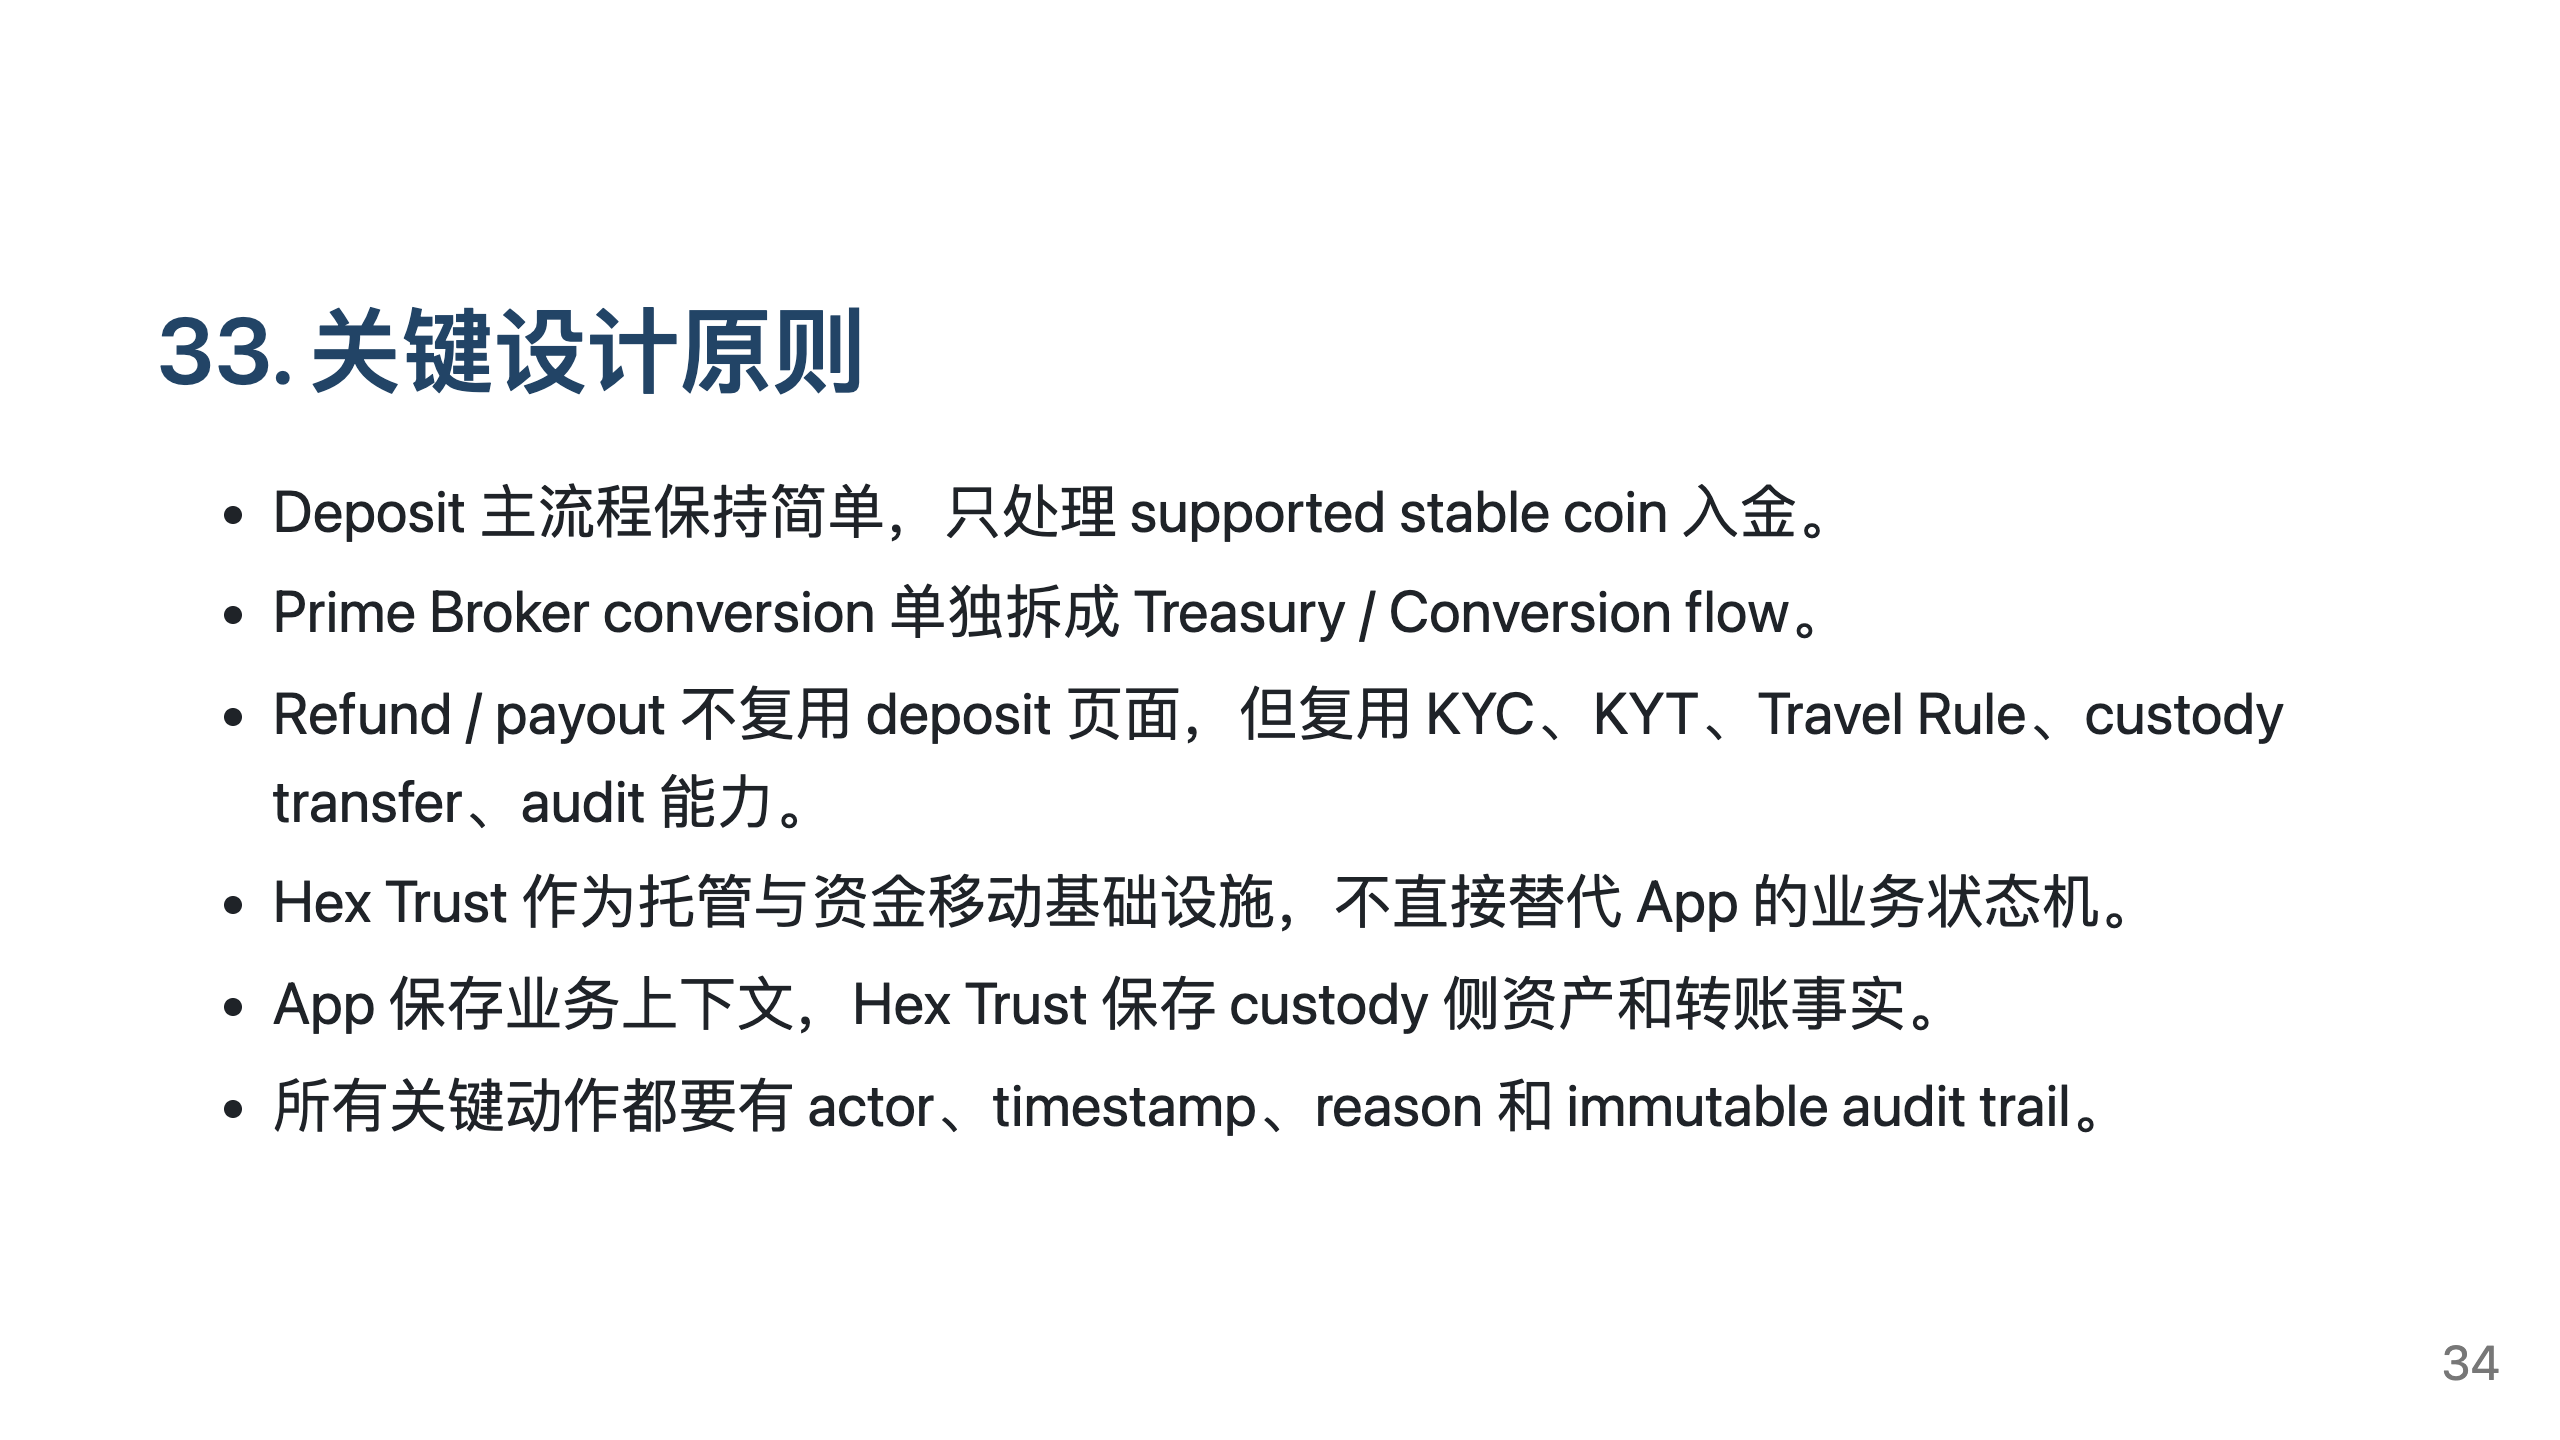 33. 关键设计原则
• Deposit 主流程保持简单，只处理 supported stable coin 入金。
• Prime Broker conversion 单独拆成 Treasury / Conversion flow。
• Refund / payout 不复用 deposit 页面，但复用 KYC、KYT、Travel Rule、custody
transfer、audit 能力。
• Hex Trust 作为托管与资金移动基础设施，不直接替代 App 的业务状态机。
• App 保存业务上下文，Hex Trust 保存 custody 侧资产和转账事实。
• 所有关键动作都要有 actor、timestamp、reason 和 immutable audit trail。
34